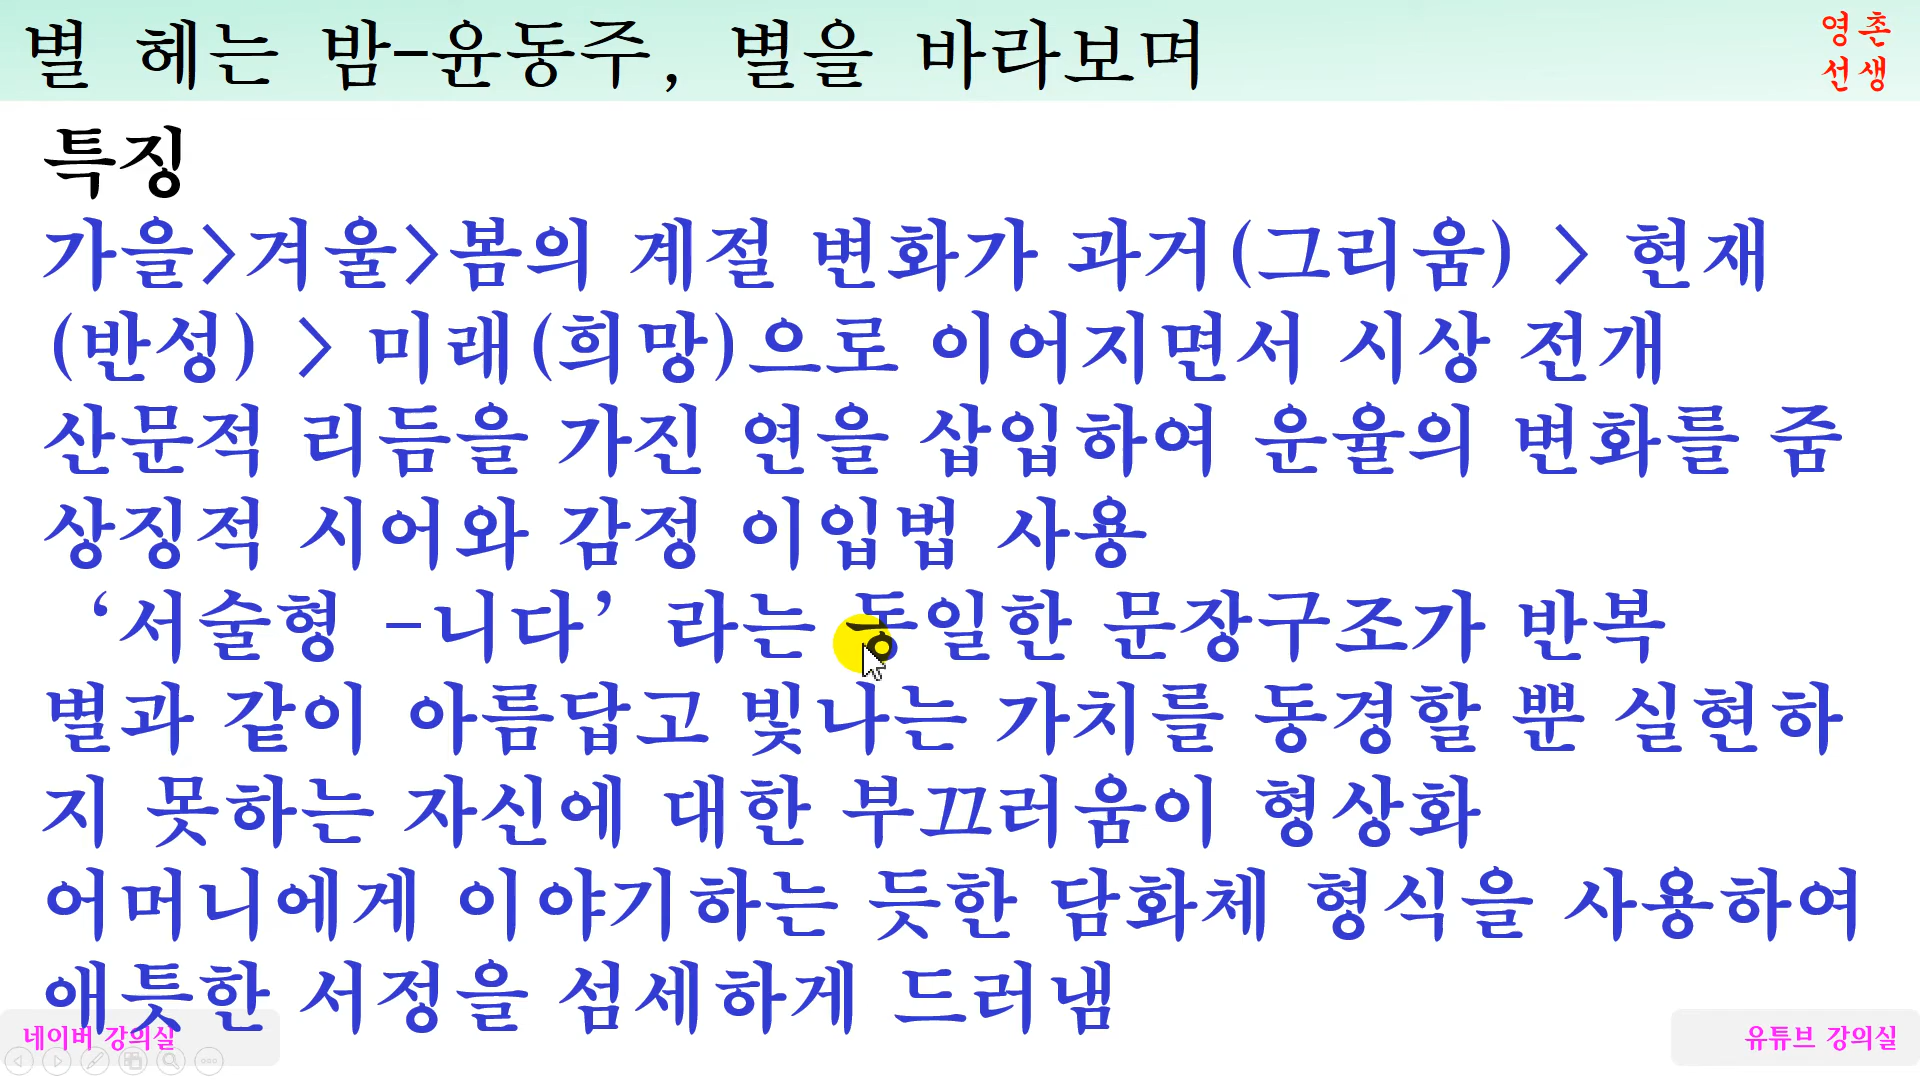 별 헤는 밤-윤동주, 별을 바라보며
영촌
선생
특징
가을>겨울>봄의 계절 변화가 과거(그리움) > 현재
(반성) > 미래(희망)으로 이어지면서 시상 전개
산문적 리듬을 가진 연을 삽입하여 운율의 변화를 줌
상징적 시어와 감정 이입법 사용
‘서술형 -니다’ 라는 동일한 문장구조가 반복
별과 같이 아름답고 빛나는 가치를 동경할 뿐 실현하
지 못하는 자신에 대한 부끄러움이 형상화
어머니에게 이야기하는 듯한 담화체 형식을 사용하여
애틋한 서정을 섬세하게 드러냄
네이버 강의실
유튜브 강의실